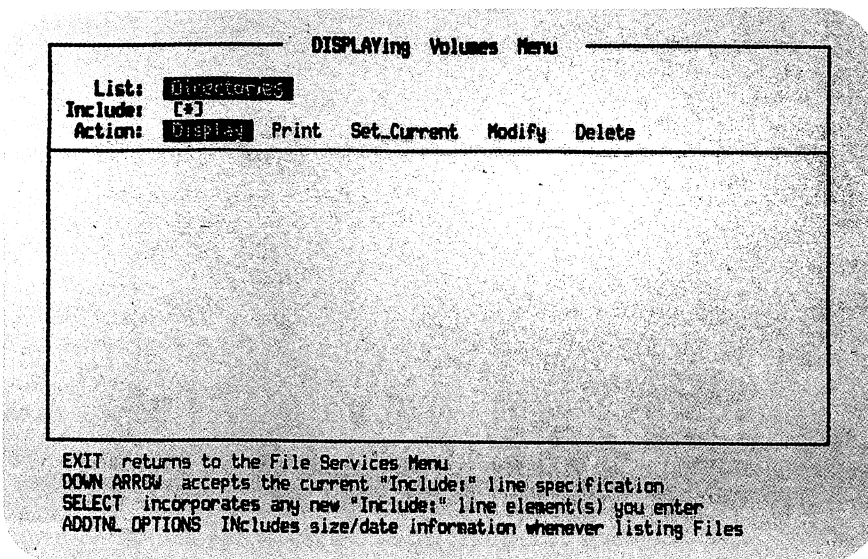 DISPLAYing Volumes Menu
List: Directories
Include: [*]
Action: Display Print Set_Current Modify Delete
EXIT returns to the File Services Menu
DOWN ARROW accepts the current "Include:" line specification
SELECT incorporates any new "Include:" line element(s) you enter
ADDTNL OPTIONS INcludes size/date information whenever listing Files